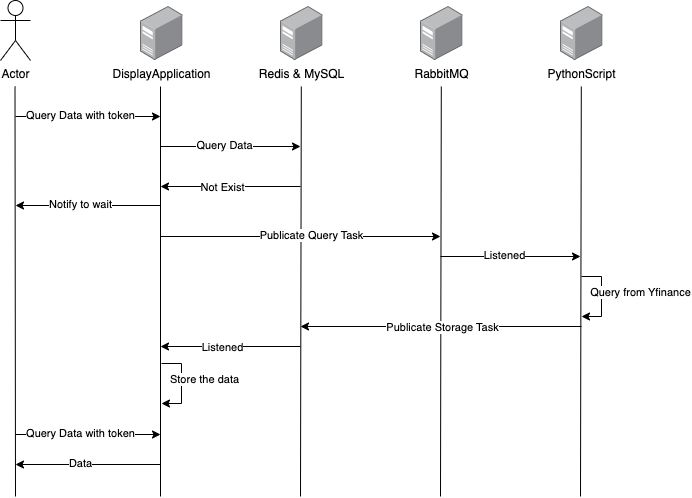 Actor
DisplayApplication
Redis & MySQL
RabbitMQ
PythonScript
Query Data with token
Query Data
Not Exist
Notify to wait
Publicate Query Task
Listened
Query from Yfinance
Publicate Storage Task
Listened
Store the data
Query Data with token
Data